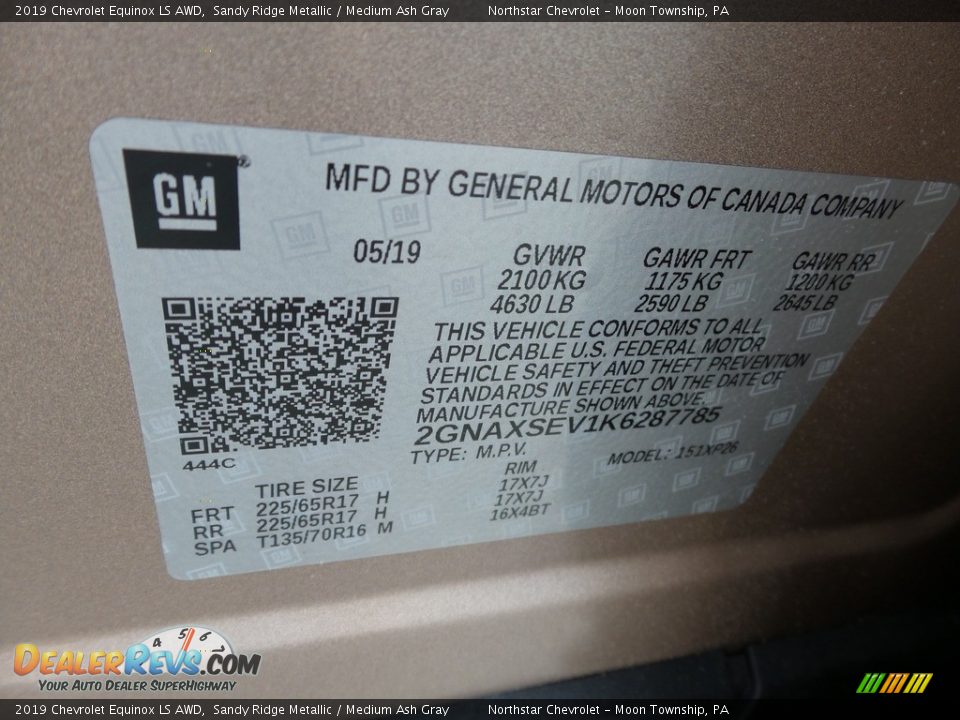 2019 Chevrolet Equinox LS AWD, Sandy Ridge Metallic / Medium Ash Gray Northstar Chevrolet - Moon Township, PA
GM®
MFD BY GENERAL MOTORS OF CANADA COMPANY
05/19 GVWR GAWR FRT GAWR RR
2100 KG 1175 KG 1200 KG
4630 LB 2590 LB 2645 LB
THIS VEHICLE CONFORMS TO ALL
APPLICABLE U.S. FEDERAL MOTOR
VEHICLE SAFETY AND THEFT PREVENTION
STANDARDS IN EFFECT ON THE DATE OF
MANUFACTURE SHOWN ABOVE.
2GNAXSEV1K6287785
TYPE: M.P.V. MODEL: 151XP26
444C
TIRE SIZE RIM
FRT 225/65R17 H 17X7J
RR 225/65R17 H 17X7J
SPA T135/70R16 M 16X4BT
4 5 6
DEALERREVS.COM
YOUR AUTO DEALER SUPERHIGHWAY
2019 Chevrolet Equinox LS AWD, Sandy Ridge Metallic / Medium Ash Gray Northstar Chevrolet - Moon Township, PA